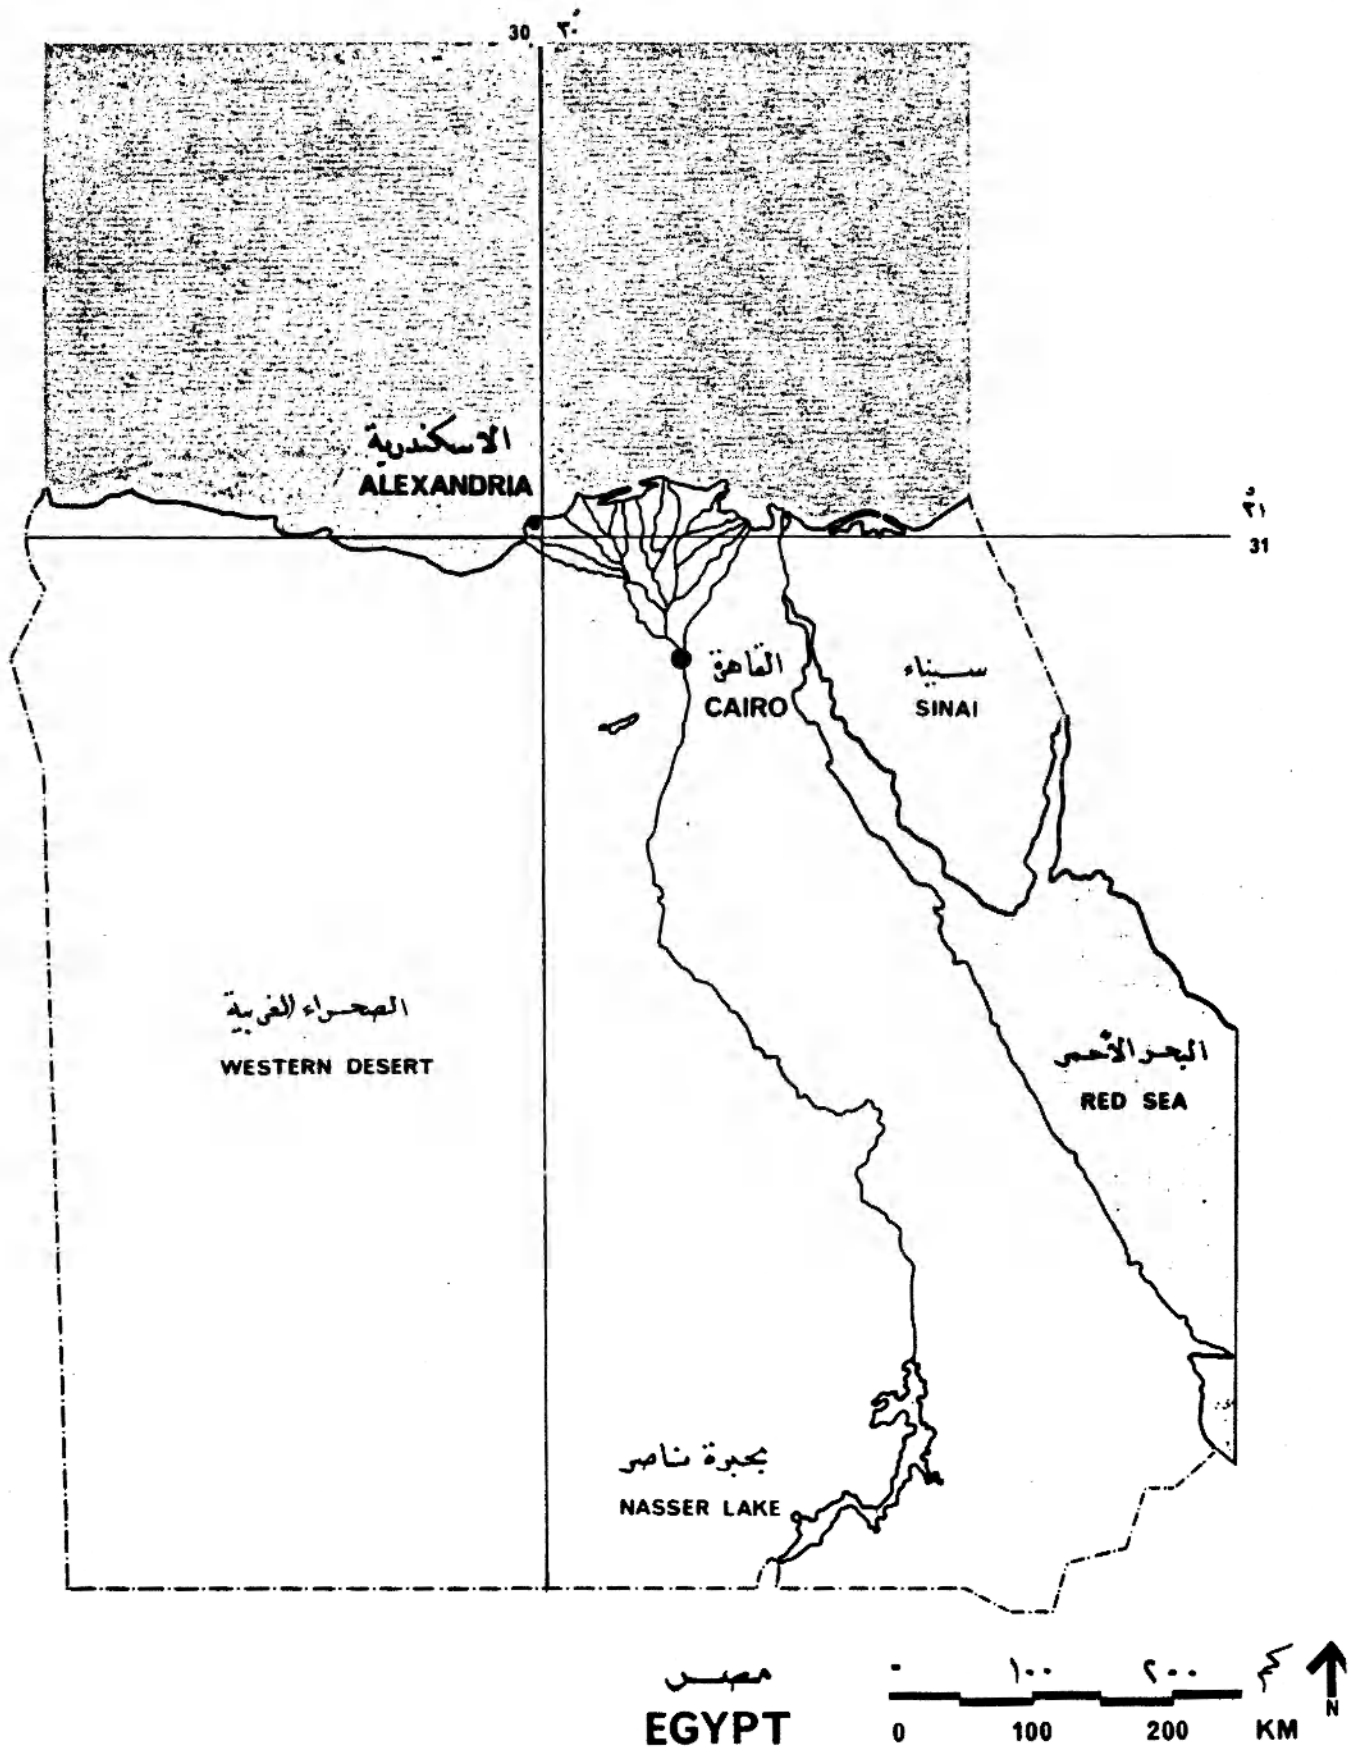 30 ٣٠°
الاسكندرية
ALEXANDRIA
٣١°
31
القاهرة
CAIRO
سيناء
SINAI
الصحراء الغربية
WESTERN DESERT
البحر الأحمر
RED SEA
بحيرة ناصر
NASSER LAKE
مصر
EGYPT
٠ ١٠٠ ٢٠٠ كم
0 100 200 KM
N